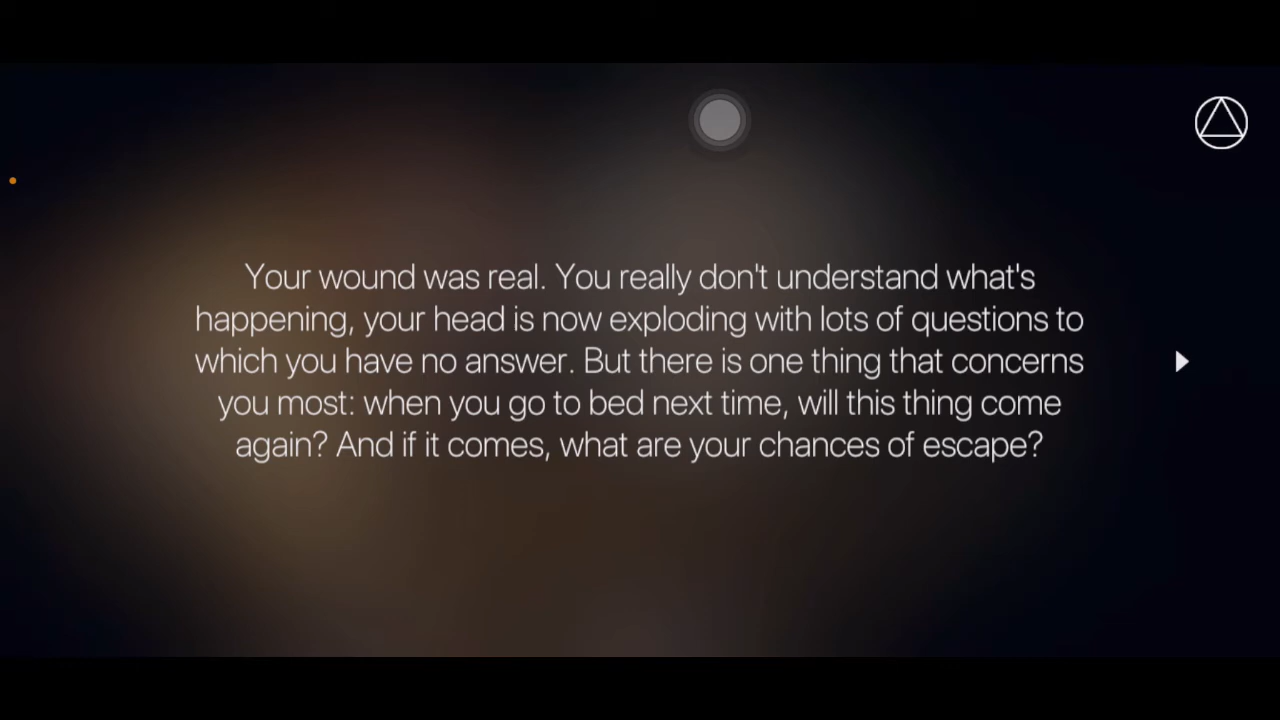 Your wound was real. You really don't understand what's
happening, your head is now exploding with lots of questions to
which you have no answer. But there is one thing that concerns
you most: when you go to bed next time, will this thing come
again? And if it comes, what are your chances of escape?